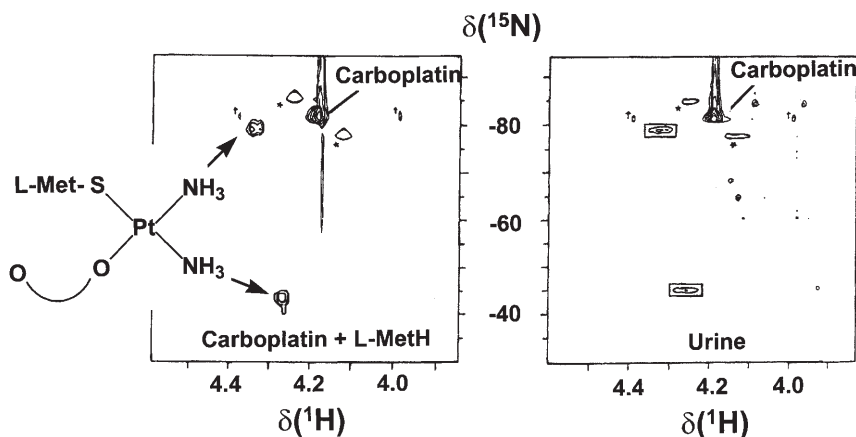 δ(¹⁵N)
Carboplatin
L-Met-S
NH₃
Pt
NH₃
O
O
Carboplatin + L-MetH
4.4 4.2 4.0
δ(¹H)
-80
-60
-40
Carboplatin
Urine
4.4 4.2 4.0
δ(¹H)
† * † *
† * † *